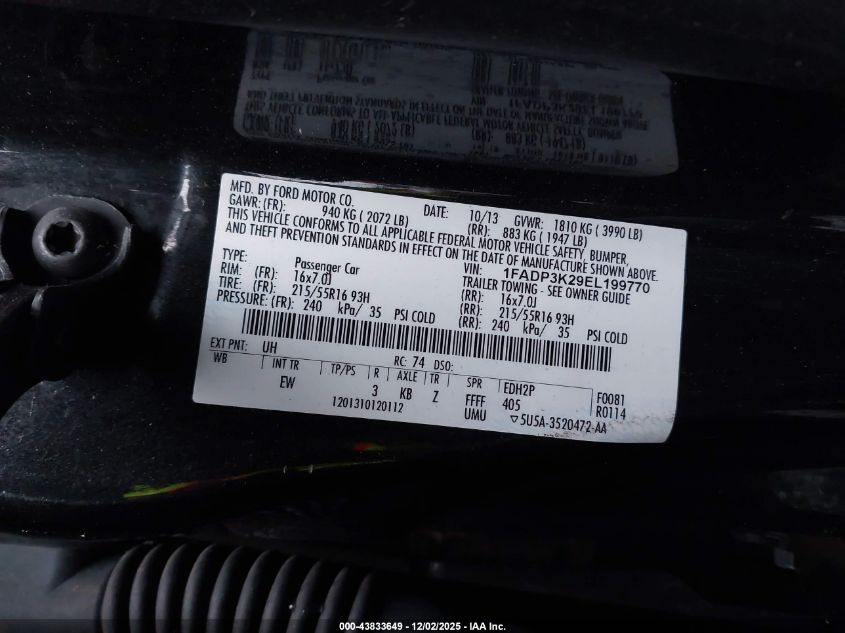 MFD. BY FORD MOTOR CO.
DATE: 10/13 GVWR: 1810 KG ( 3990 LB)
GAWR: (FR): 940 KG ( 2072 LB) (RR): 883 KG ( 1947 LB)
THIS VEHICLE CONFORMS TO ALL APPLICABLE FEDERAL MOTOR VEHICLE SAFETY, BUMPER,
AND THEFT PREVENTION STANDARDS IN EFFECT ON THE DATE OF MANUFACTURE SHOWN ABOVE.
VIN: 1FADP3K29EL199770
TYPE: Passenger Car TRAILER TOWING - SEE OWNER GUIDE
RIM: (FR) 16x7.0J (RR) 16x7.0J
TIRE: (FR) 215/55R16 93H (RR) 215/55R16 93H
PRESSURE: (FR) 240 kPa/ 35 PSI COLD (RR) 240 kPa/ 35 PSI COLD
EXT PNT: UH RC: 74 DSO:
WB INT TR TP/PS R AXLE TR SPR EDH2P F0081
EW 3 KB Z FFFF 405 R0114
1201310120112 UMU ▽5U5A-3520472-AA
000-43833649 - 12/02/2025 - IAA Inc.